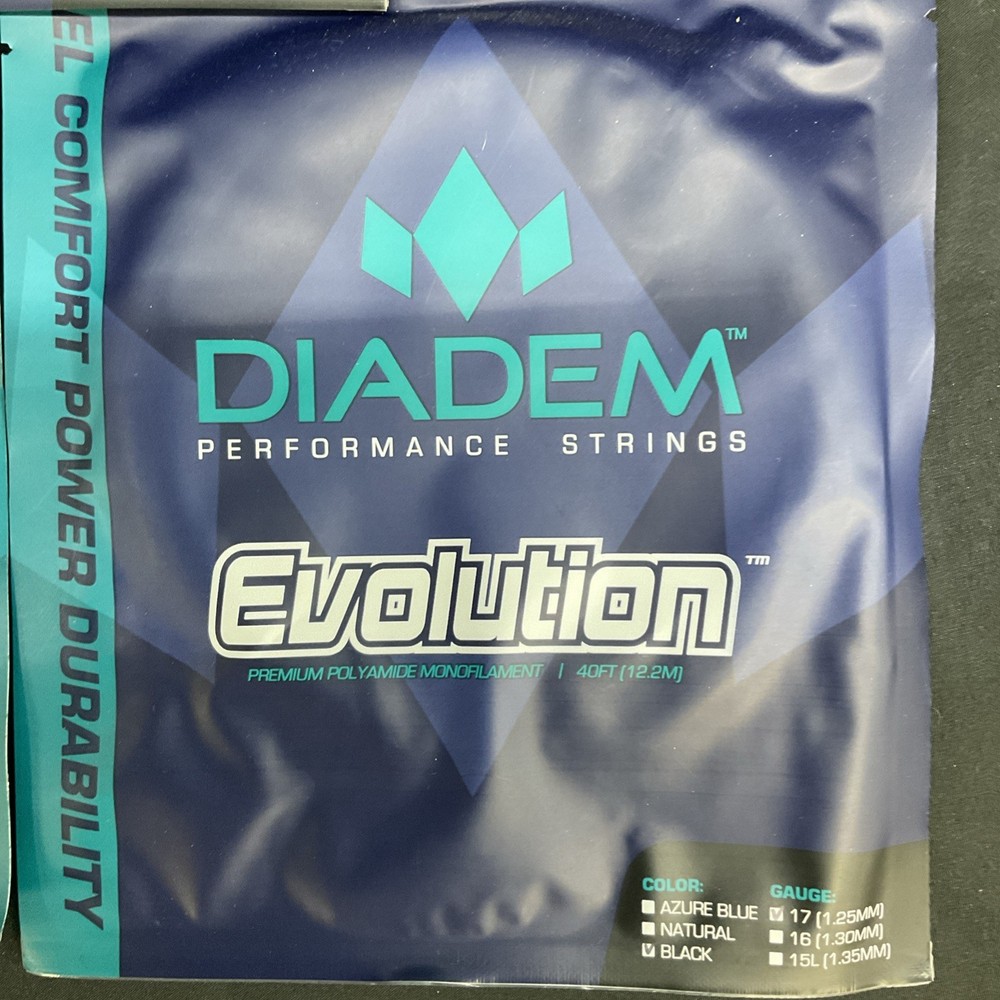 COMFORT POWER DURABILITY
DIADEM™
PERFORMANCE STRINGS
Evolution™
PREMIUM POLYAMIDE MONOFILAMENT | 40FT (12.2M)
COLOR:
AZURE BLUE
NATURAL
BLACK
GAUGE:
17 (1.25MM)
16 (1.30MM)
15L (1.35MM)